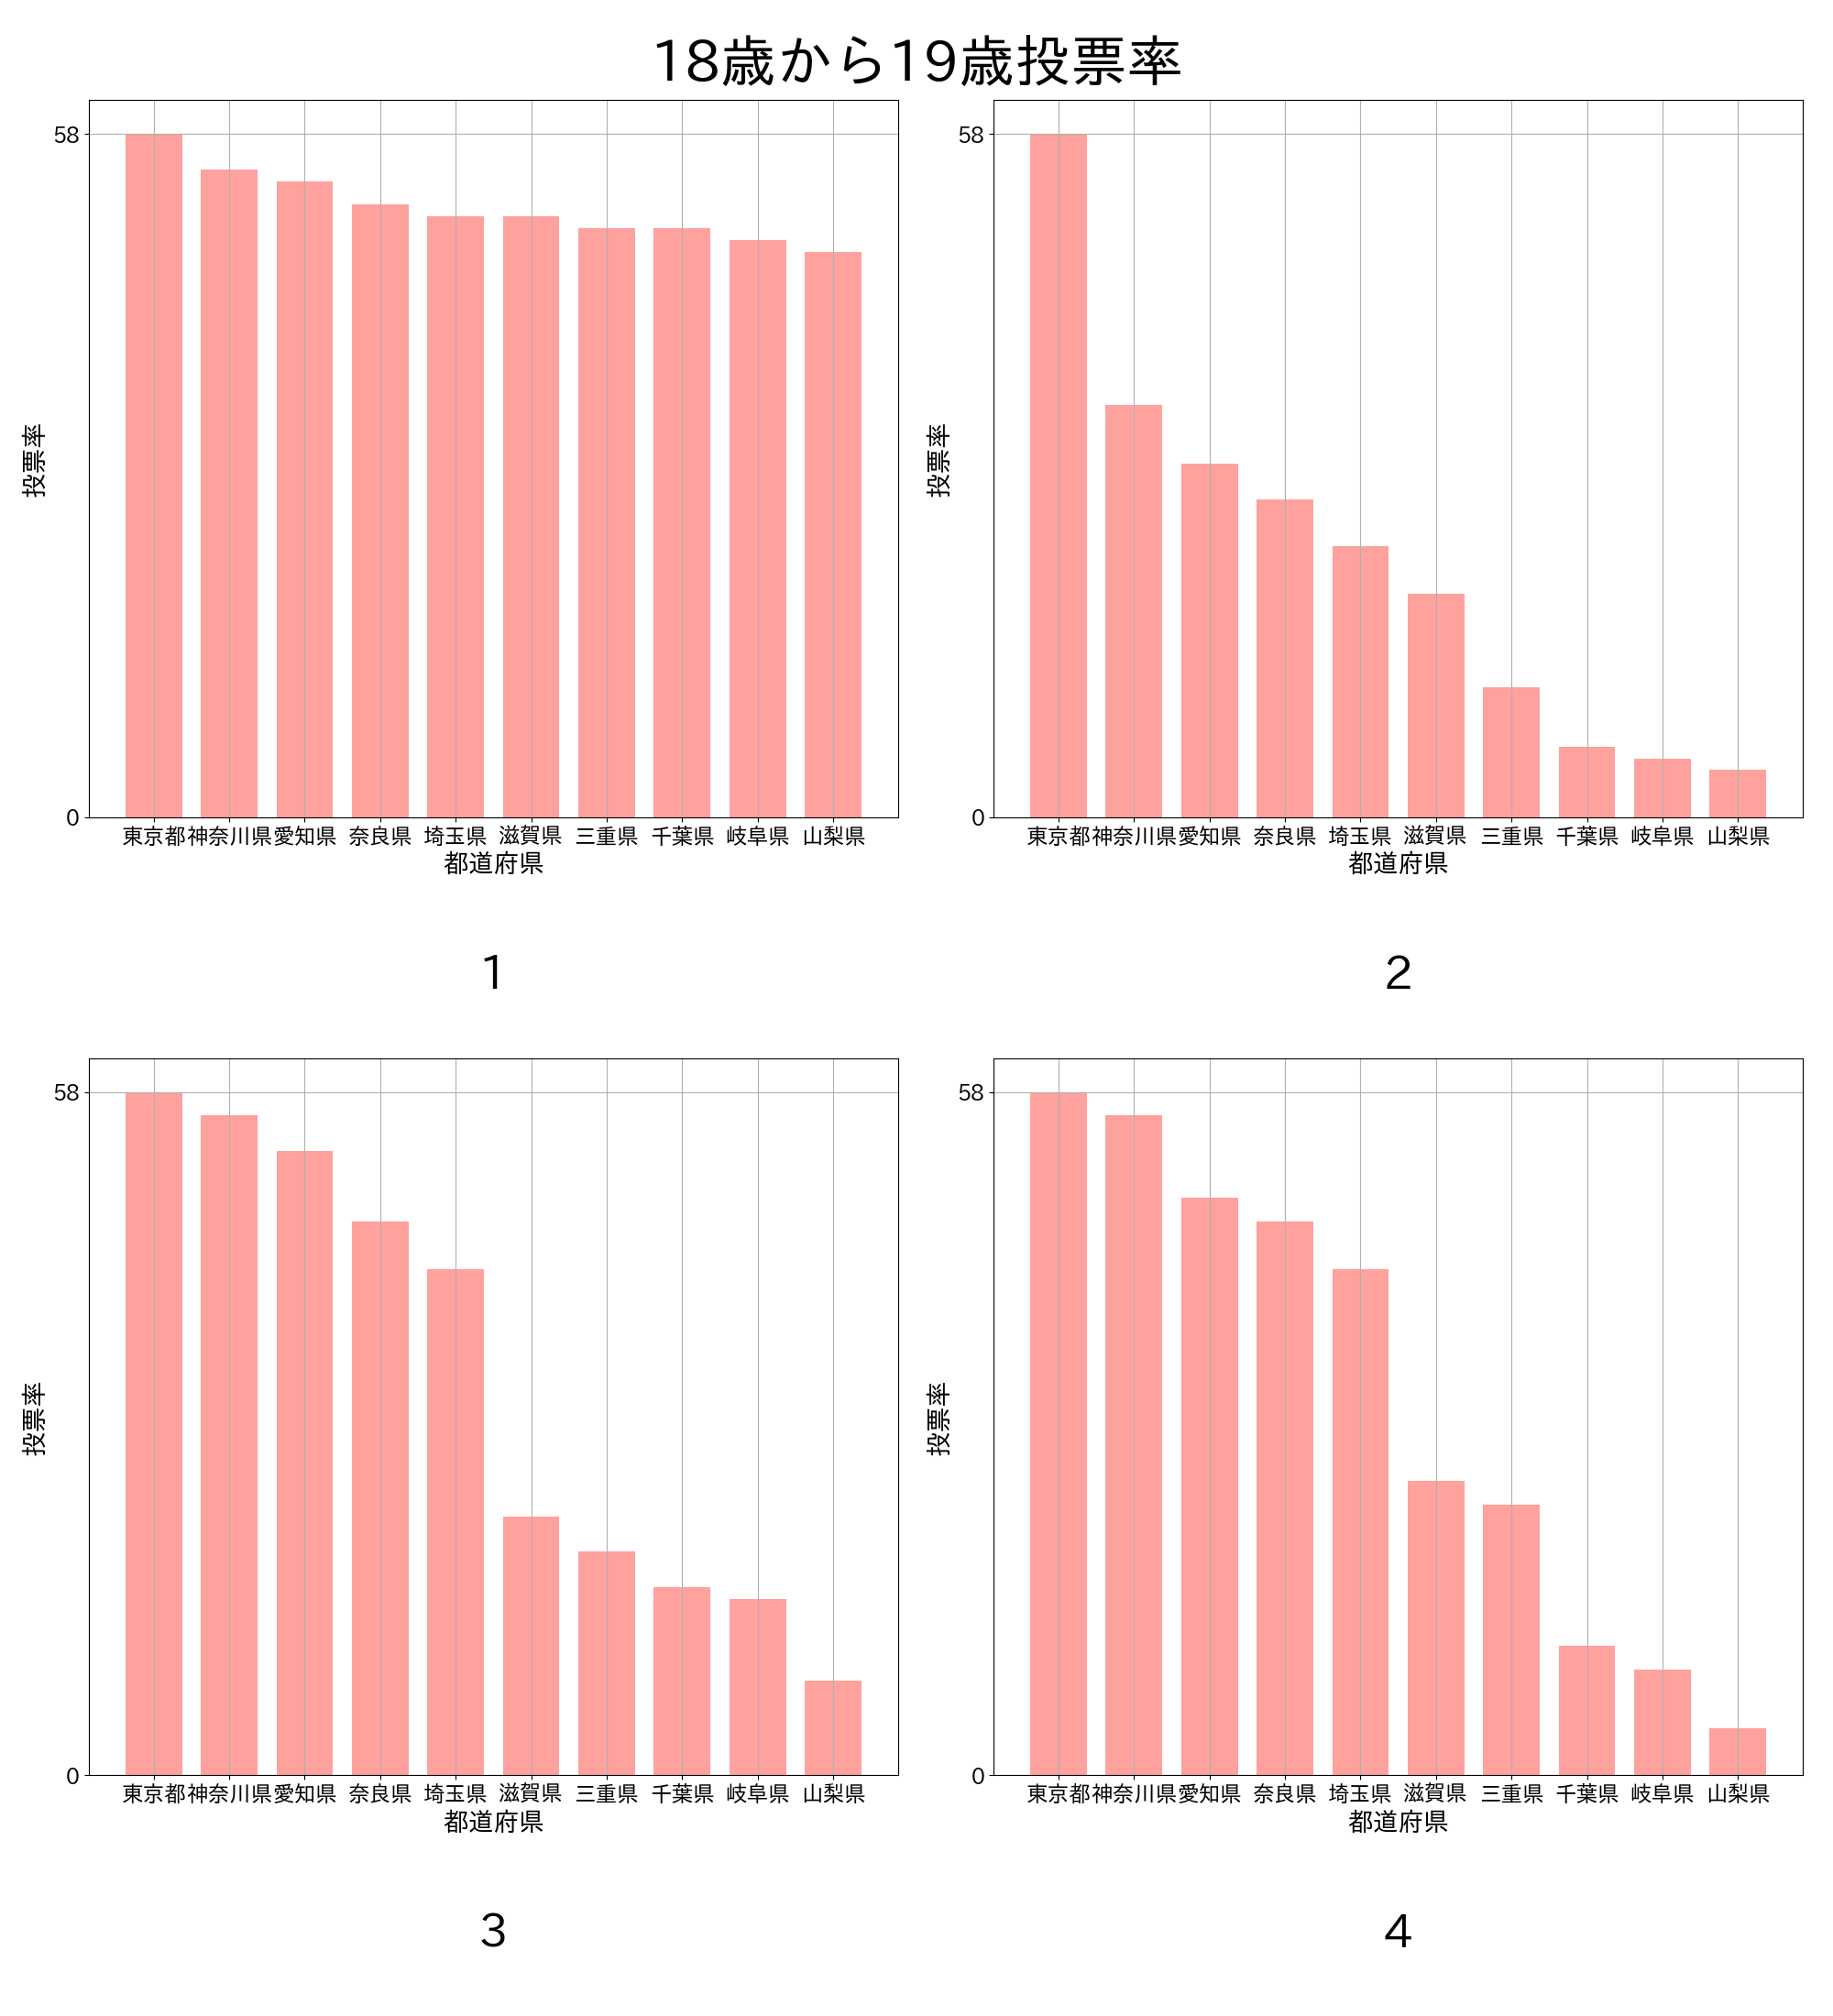 18歳から19歳投票率
58
0
投票率
東京都 神奈川県 愛知県 奈良県 埼玉県 滋賀県 三重県 千葉県 岐阜県 山梨県
都道府県
1
58
0
投票率
東京都 神奈川県 愛知県 奈良県 埼玉県 滋賀県 三重県 千葉県 岐阜県 山梨県
都道府県
2
58
0
投票率
東京都 神奈川県 愛知県 奈良県 埼玉県 滋賀県 三重県 千葉県 岐阜県 山梨県
都道府県
3
58
0
投票率
東京都 神奈川県 愛知県 奈良県 埼玉県 滋賀県 三重県 千葉県 岐阜県 山梨県
都道府県
4